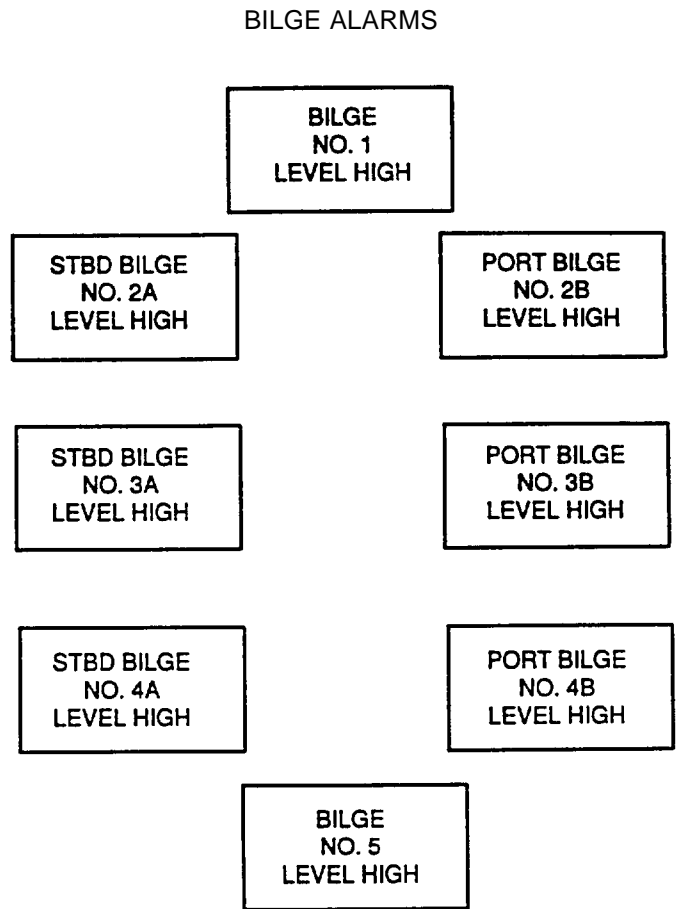 BILGE ALARMS
BILGE
NO. 1
LEVEL HIGH
STBD BILGE
NO. 2A
LEVEL HIGH
PORT BILGE
NO. 2B
LEVEL HIGH
STBD BILGE
NO. 3A
LEVEL HIGH
PORT BILGE
NO. 3B
LEVEL HIGH
STBD BILGE
NO. 4A
LEVEL HIGH
PORT BILGE
NO. 4B
LEVEL HIGH
BILGE
NO. 5
LEVEL HIGH